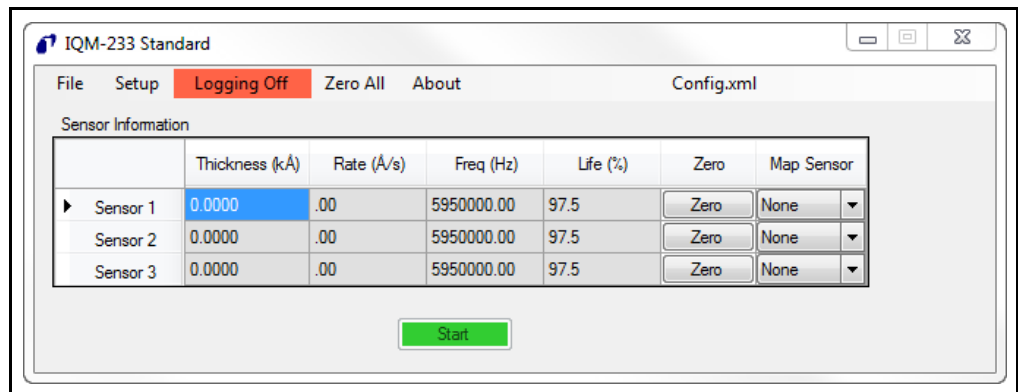 IQM-233 Standard
File Setup Logging Off Zero All About Config.xml
Sensor Information
Thickness (kÅ) Rate (Å/s) Freq (Hz) Life (%) Zero Map Sensor
Sensor 1 0.0000 .00 5950000.00 97.5 Zero None
Sensor 2 0.0000 .00 5950000.00 97.5 Zero None
Sensor 3 0.0000 .00 5950000.00 97.5 Zero None
Start